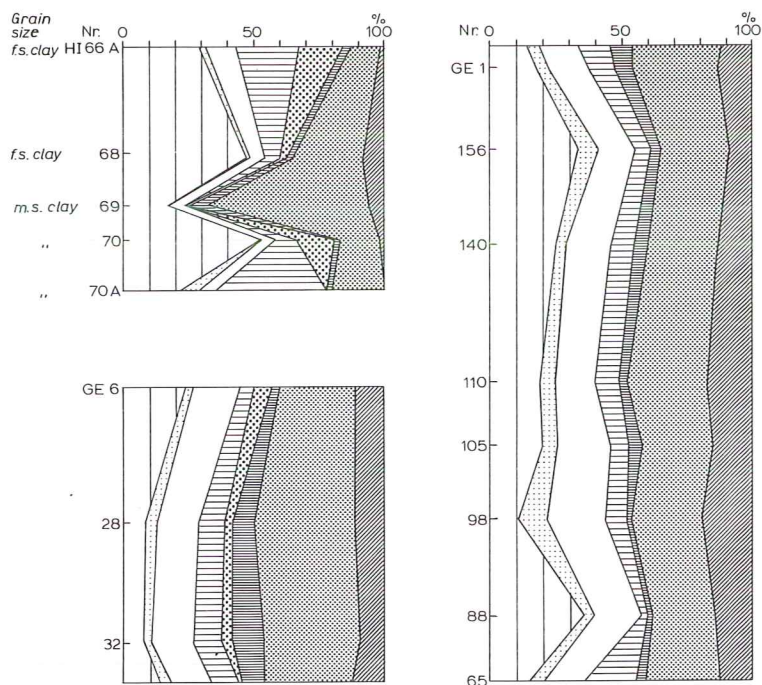 Grain size Nr. 0 50 % 100
f.s. clay HI 66 A
f.s. clay 68
m.s. clay 69
,, 70
,, 70 A
GE 6
28
32
Nr. 0 50 % 100
GE 1
156
140
110
105
98
88
65